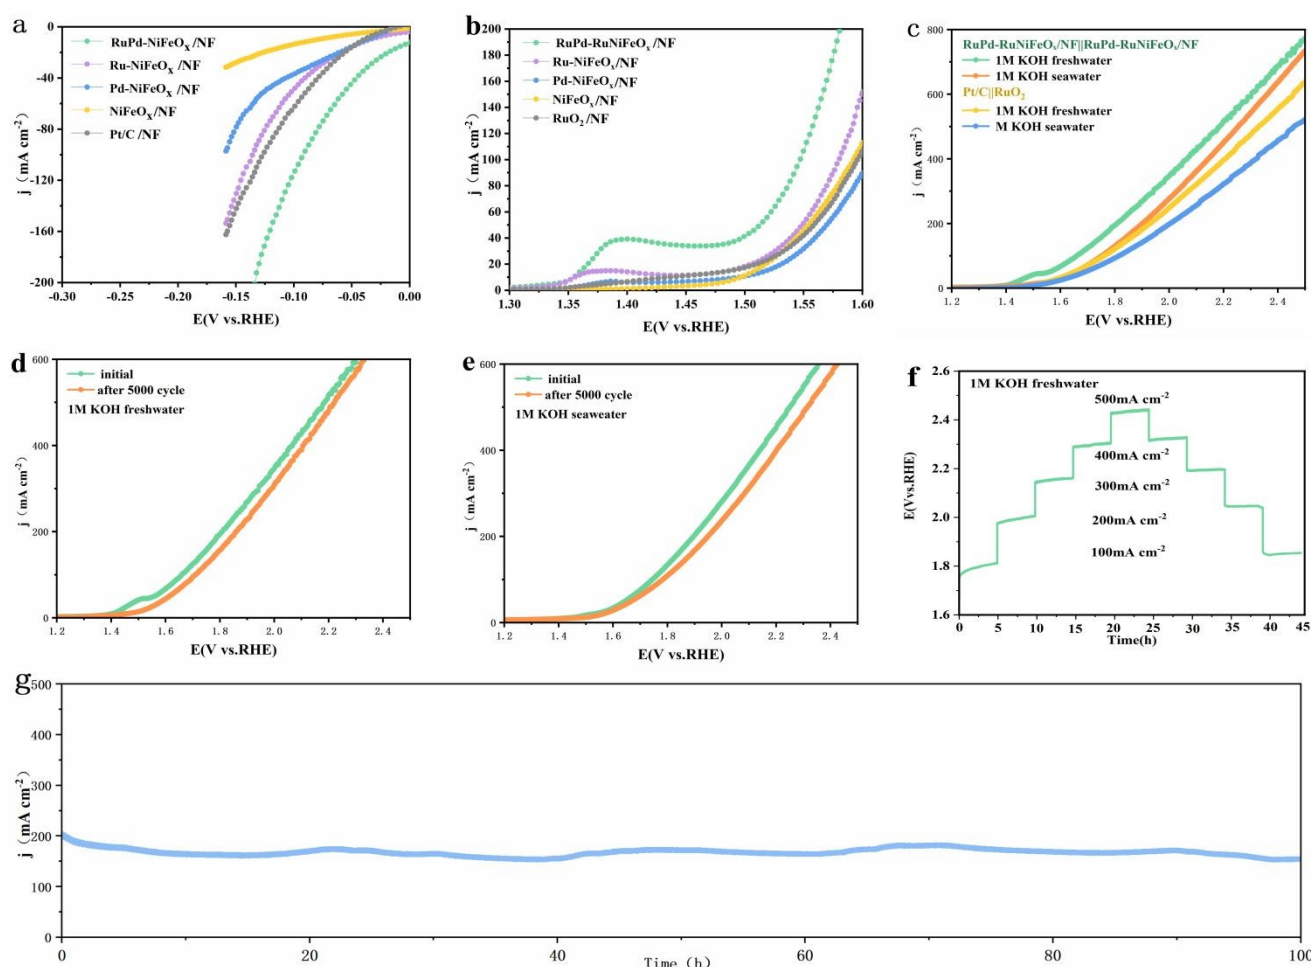 a
0
-40
-80
-120
-160
-200
j（mA cm-2）
-0.30
-0.20
-0.15
-0.10
-0.05
0.00
E(V vs.RHE)
RuPd-NiFeOx/NF
Ru-NiFeOx /NF
Pd-NiFeOx /NF
NiFeOx/NF
Pt/C /NF
b
200
180
160
140
120
100
80
60
40
20
0
j（mA cm-2）
1.30
1.35
1.40
1.45
1.50
1.55
1.60
E(V vs.RHE)
RuPd-RuNiFeOx/NF
Ru-NiFeOx/NF
Pd-NiFeOx/NF
NiFeOx/NF
RuO2 /NF
c
800
600
400
200
0
j（mA cm-2）
1.2
1.4
1.6
1.8
2.0
2.2
2.4
E(V vs.RHE)
RuPd-RuNiFeOx/NF||RuPd-RuNiFeOx/NF
1M KOH freshwater
1M KOH seawater
Pt/C||RuO2
1M KOH freshwater
M KOH seawater
d
600
400
200
0
j（mA cm-2）
1.2
1.4
1.6
1.8
2.0
2.2
2.4
E(V vs.RHE)
initial
after 5000 cycle
1M KOH freshwater
e
600
400
200
0
j（mA cm-2）
1.2
1.4
1.6
1.8
2.0
2.2
2.4
E(V vs.RHE)
initial
after 5000 cycle
1M KOH seaweater
f
2.6
2.4
2.2
2.0
1.8
1.6
E(Vvs.RHE)
0
5
10
15
20
25
30
35
40
45
Time(h)
1M KOH freshwater
500mA cm-2
400mA cm-2
300mA cm-2
200mA cm-2
100mA cm-2
g
500
400
300
200
100
0
j（mA cm-2）
0
20
40
60
80
100
Time（h）